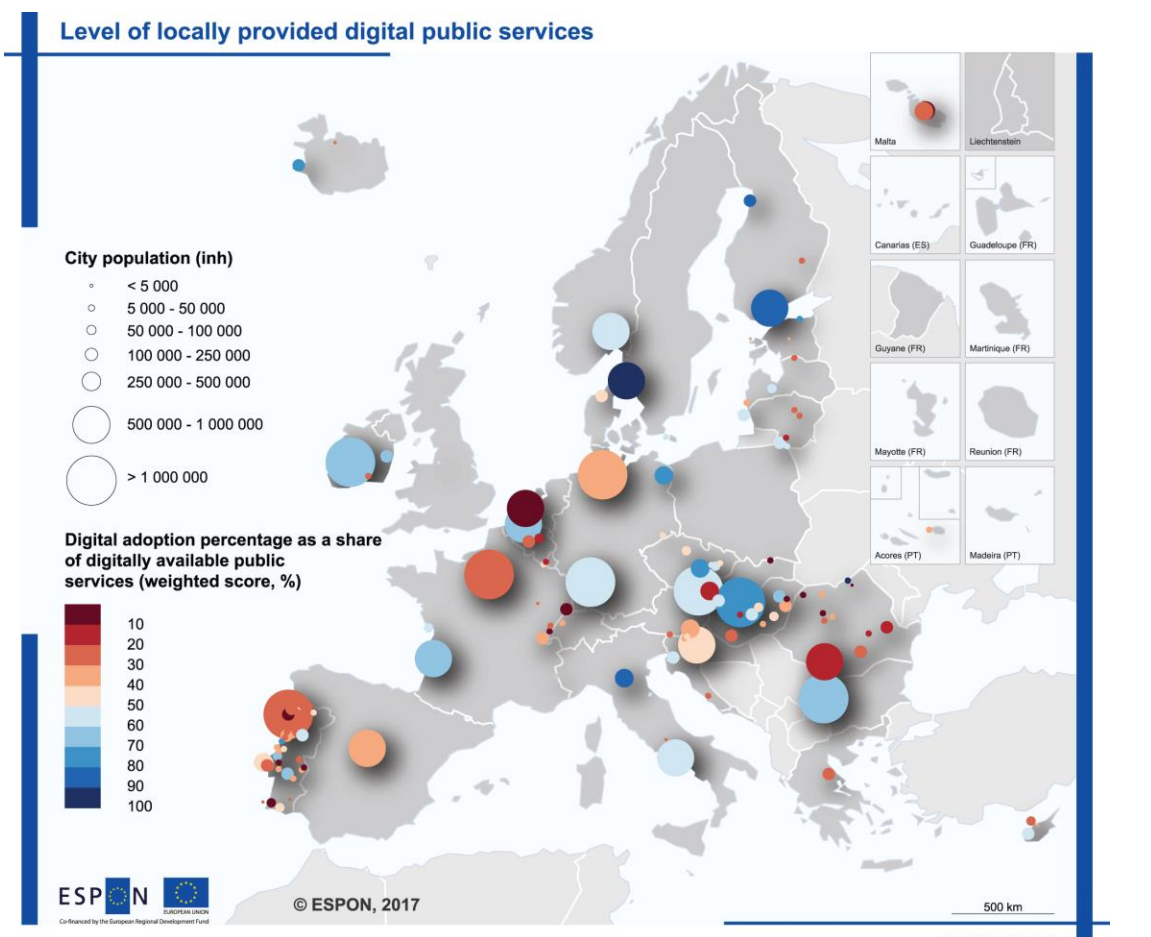 Level of locally provided digital public services
Malta
Liechtenstein
Canarias (ES)
Guadeloupe (FR)
Guyane (FR)
Martinique (FR)
Mayotte (FR)
Reunion (FR)
Acores (PT)
Madeira (PT)
City population (inh)
< 5 000
5 000 - 50 000
50 000 - 100 000
100 000 - 250 000
250 000 - 500 000
500 000 - 1 000 000
> 1 000 000
Digital adoption percentage as a share
of digitally available public
services (weighted score, %)
10
20
30
40
50
60
70
80
90
100
ESPON
EUROPEAN UNION
Co-financed by the European Regional Development Fund
© ESPON, 2017
500 km